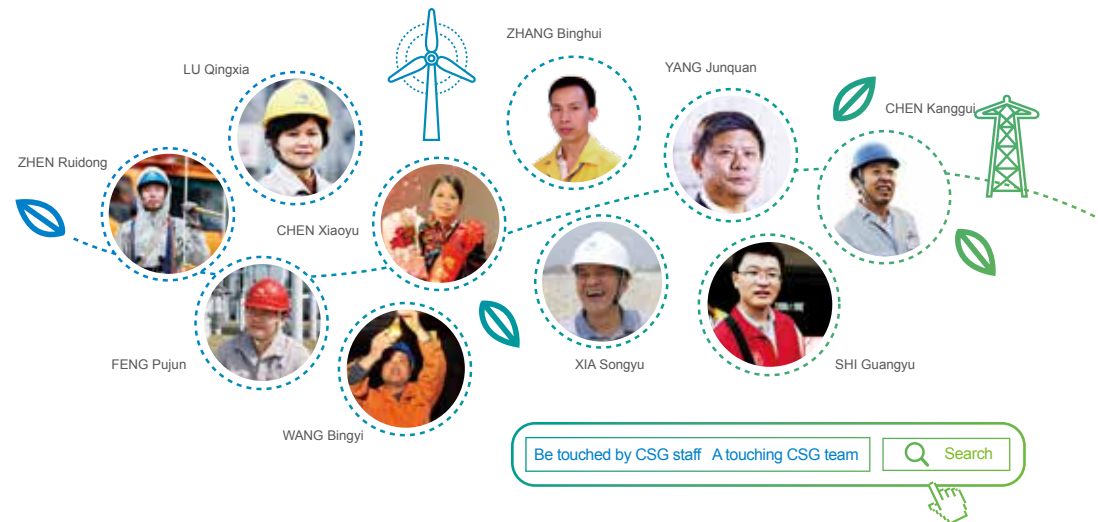 ZHANG Binghui
LU Qingxia
YANG Junquan
CHEN Kanggui
ZHEN Ruidong
CHEN Xiaoyu
FENG Pujun
XIA Songyu
SHI Guangyu
WANG Bingyi
Be touched by CSG staff A touching CSG team
Search